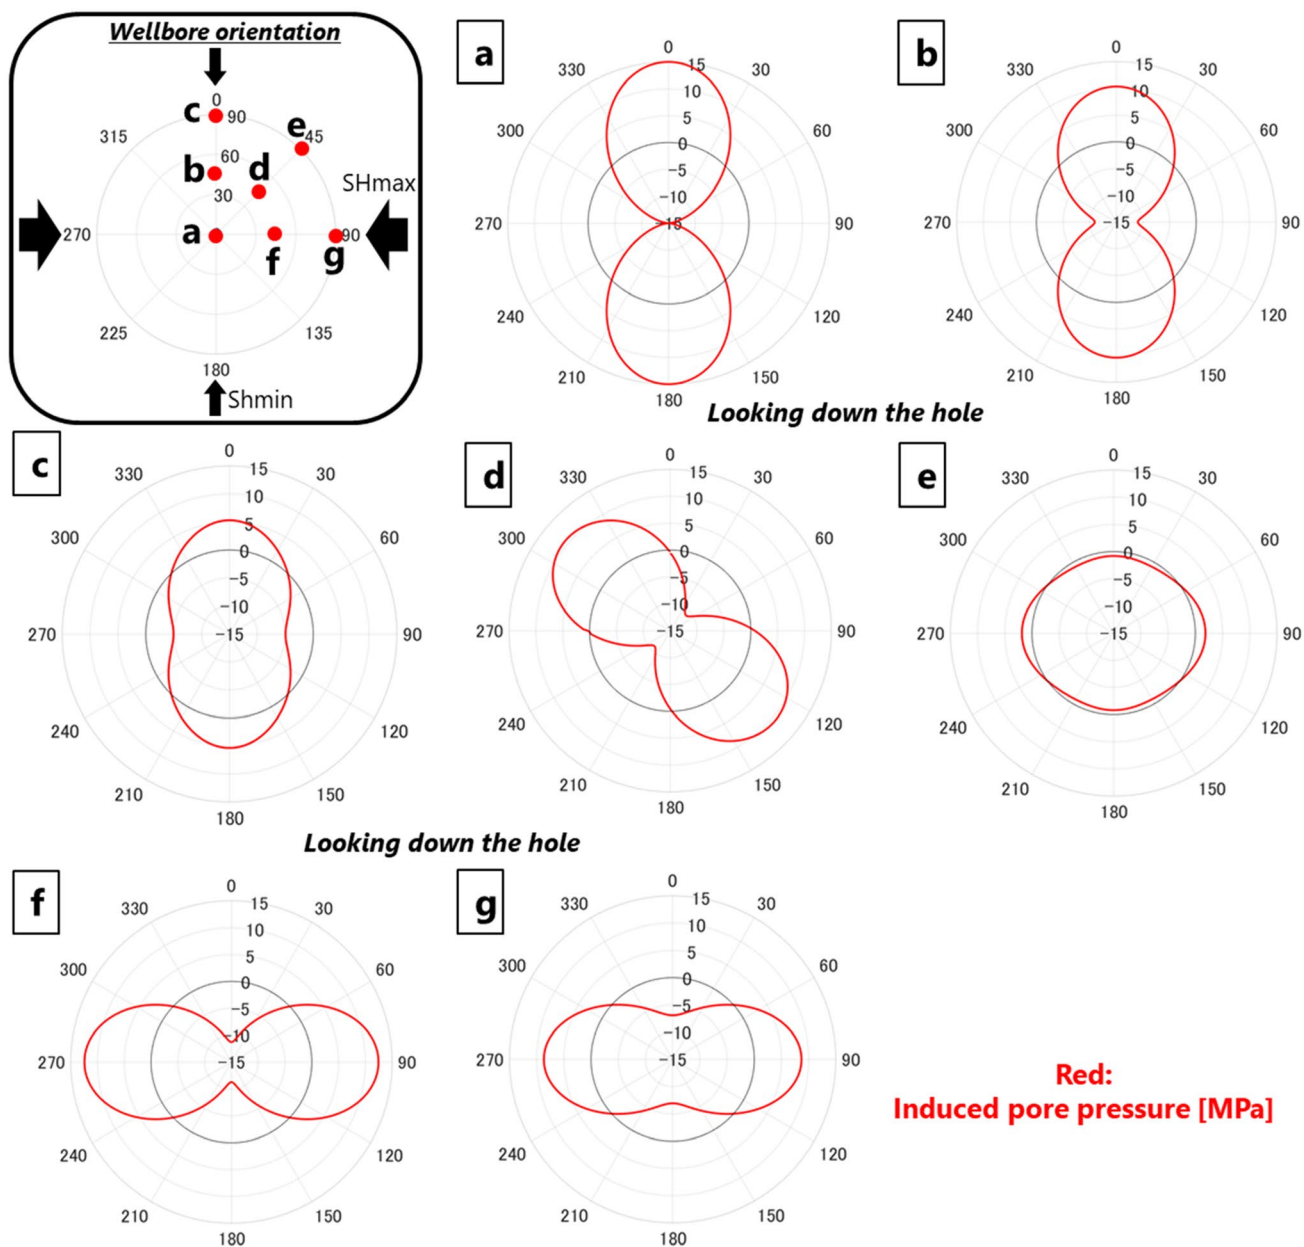 Wellbore orientation
0
c 90
315 e 45
60
b d
30 SHmax
270 a 90
f g
225 135
180
Shmin
a
0
330 15 30
10
300 5 60
0
−5
−10
270 −15 90
240 120
210 150
180
b
0
330 15 30
10
300 5 60
0
−5
−10
270 −15 90
240 120
210 150
180
Looking down the hole
c
0
330 15 30
10
300 5 60
0
−5
−10
270 −15 90
240 120
210 150
180
d
0
330 15 30
10
300 5 60
0
−5
−10
270 −15 90
240 120
210 150
180
e
0
330 15 30
10
300 5 60
0
−5
−10
270 −15 90
240 120
210 150
180
Looking down the hole
f
0
330 15 30
10
300 5 60
0
−5
−10
270 −15 90
240 120
210 150
180
g
0
330 15 30
10
300 5 60
0
−5
−10
270 −15 90
240 120
210 150
180
Red:
Induced pore pressure [MPa]